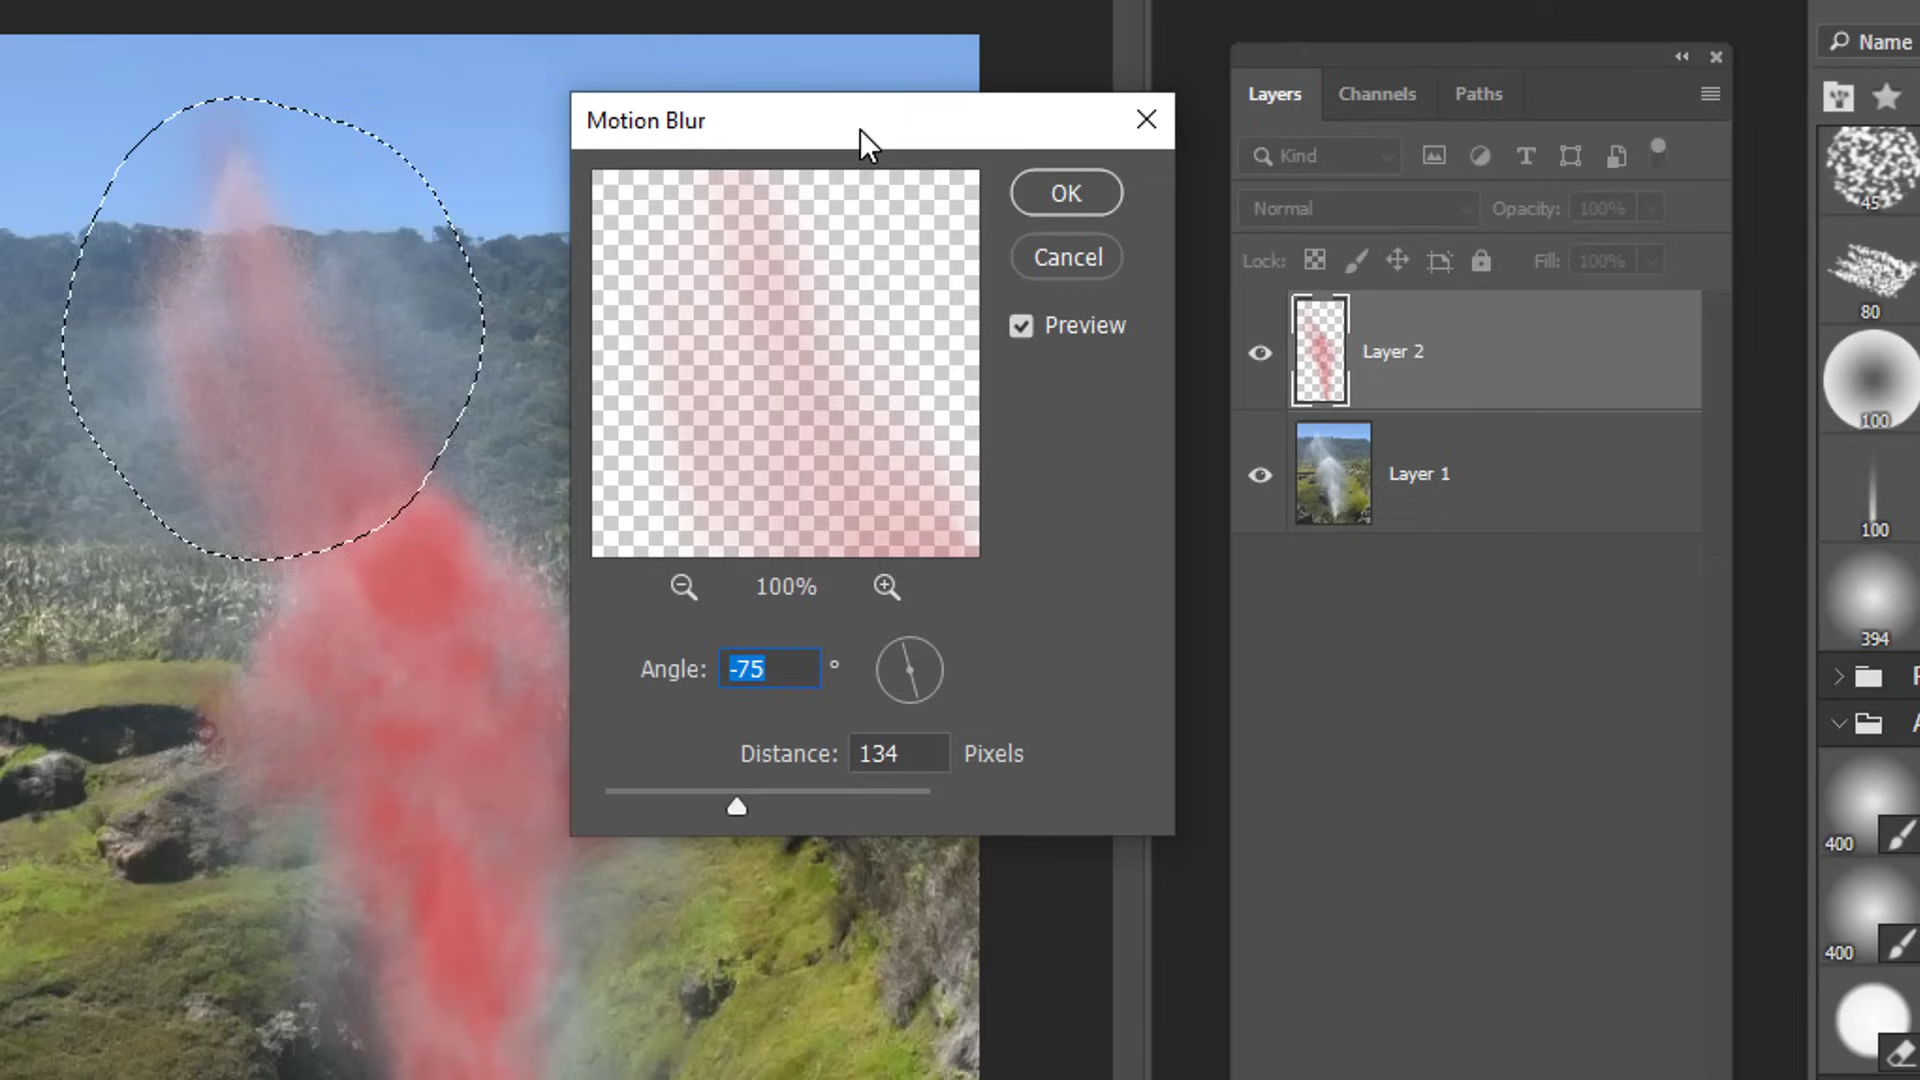 Name
Motion Blur
OK
Cancel
Preview
100%
Angle: -75 °
Distance: 134 Pixels
Layers Channels Paths
Kind
Normal Opacity: 100%
Lock: Fill: 100%
Layer 2
Layer 1
45
80
100
100
394
400
400